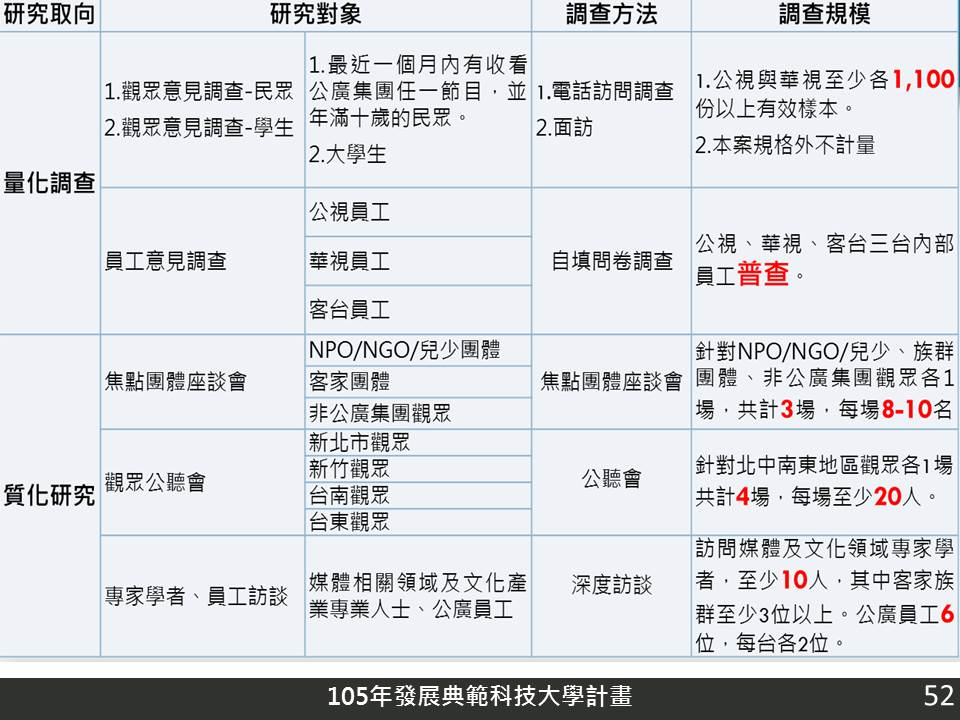 研究取向 研究對象 調查方法 調查規模
量化調查
1.觀眾意見調查-民眾
2.觀眾意見調查-學生
1.最近一個月內有收看
公廣集團任一節目，並
年滿十歲的民眾。
2.大學生
1.電話訪問調查
2.面訪
1.公視與華視至少各1,100
份以上有效樣本。
2.本案規格外不計量
員工意見調查
公視員工
華視員工
客台員工
自填問卷調查
公視、華視、客台三台內部
員工普查。
質化研究
焦點團體座談會
NPO/NGO/兒少團體
客家團體
非公廣集團觀眾
焦點團體座談會
針對NPO/NGO/兒少、族群
團體、非公廣集團觀眾各1
場，共計3場，每場8-10名
觀眾公聽會
新北市觀眾
新竹觀眾
台南觀眾
台東觀眾
公聽會
針對北中南東地區觀眾各1場
共計4場，每場至少20人。
專家學者、員工訪談
媒體相關領域及文化產
業專業人士、公廣員工
深度訪談
訪問媒體及文化領域專家學
者，至少10人，其中客家族
群至少3位以上。公廣員工6
位，每台各2位。
105年發展典範科技大學計畫
52